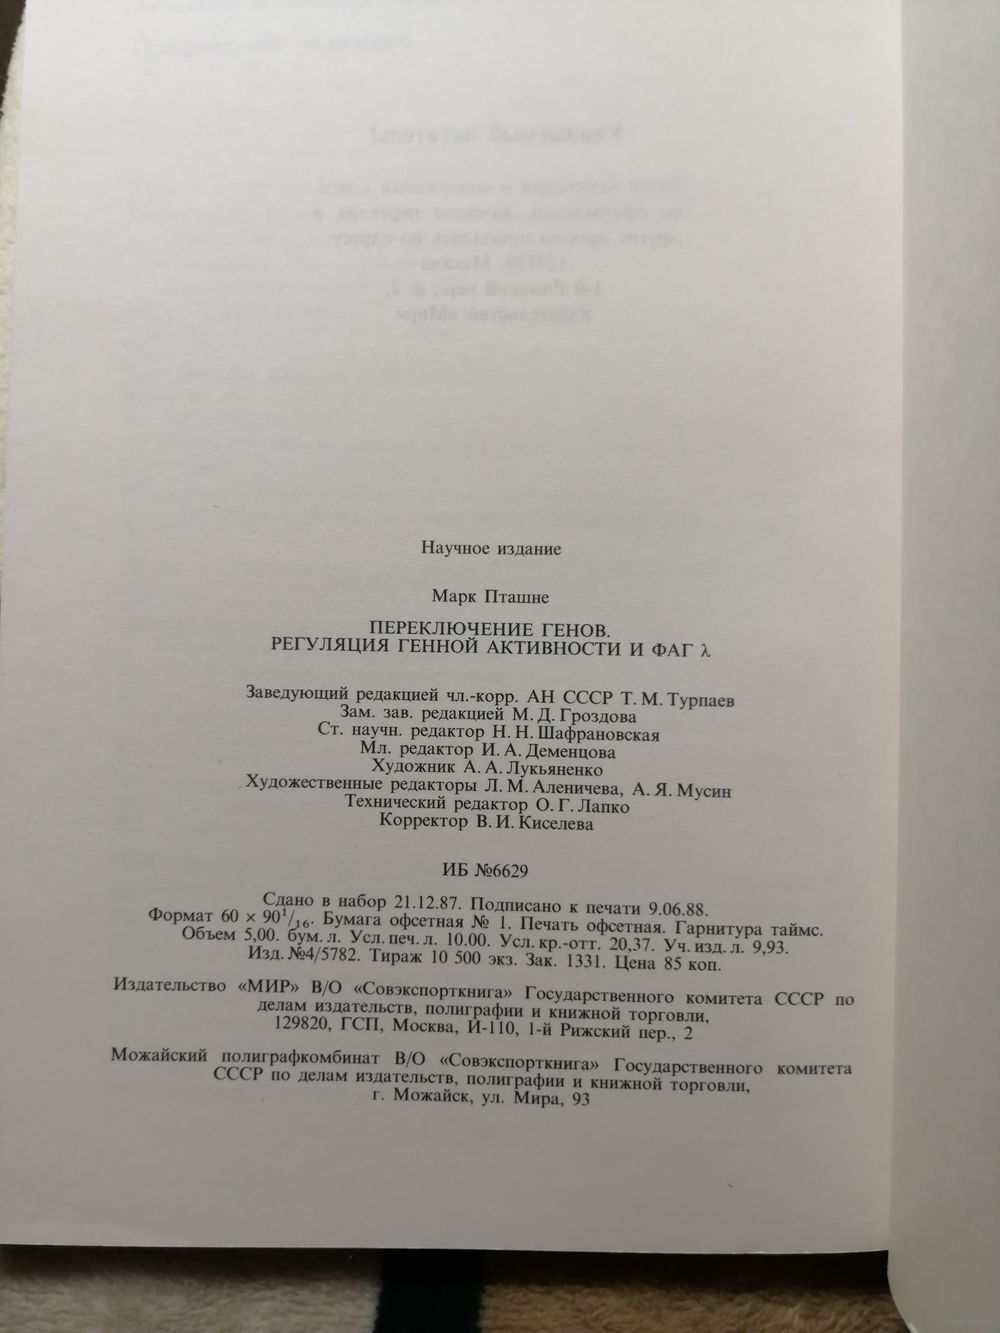 Научное издание
Марк Пташне
ПЕРЕКЛЮЧЕНИЕ ГЕНОВ.
РЕГУЛЯЦИЯ ГЕННОЙ АКТИВНОСТИ И ФАГ λ
Заведующий редакцией чл.-корр. АН СССР Т. М. Турпаев
Зам. зав. редакцией М. Д. Гроздова
Ст. научн. редактор Н. Н. Шафрановская
Мл. редактор И. А. Деменцова
Художник А. А. Лукьяненко
Художественные редакторы Л. М. Аленичева, А. Я. Мусин
Технический редактор О. Г. Лапко
Корректор В. И. Киселева
ИБ №6629
Сдано в набор 21.12.87. Подписано к печати 9.06.88.
Формат 60 × 90 1/16. Бумага офсетная № 1. Печать офсетная. Гарнитура таймс.
Объем 5,00. бум. л. Усл. печ. л. 10.00. Усл. кр.-отт. 20,37. Уч. изд. л. 9,93.
Изд. №4/5782. Тираж 10 500 экз. Зак. 1331. Цена 85 коп.
Издательство «МИР» В/О «Совэкспорткнига» Государственного комитета СССР по
делам издательств, полиграфии и книжной торговли,
129820, ГСП, Москва, И-110, 1-й Рижский пер., 2
Можайский полиграфкомбинат В/О «Совэкспорткнига» Государственного комитета
СССР по делам издательств, полиграфии и книжной торговли,
г. Можайск, ул. Мира, 93